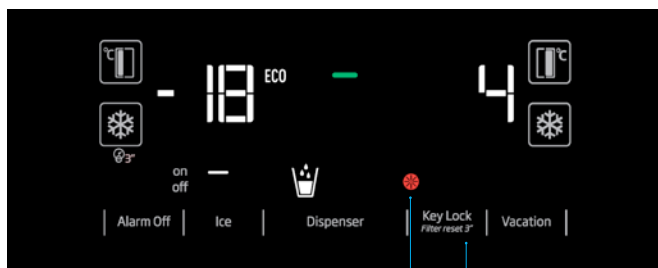 °C
- 18 ECO
4
°C
3"
on
off
Alarm Off
Ice
Dispenser
Key Lock
Filter reset 3"
Vacation